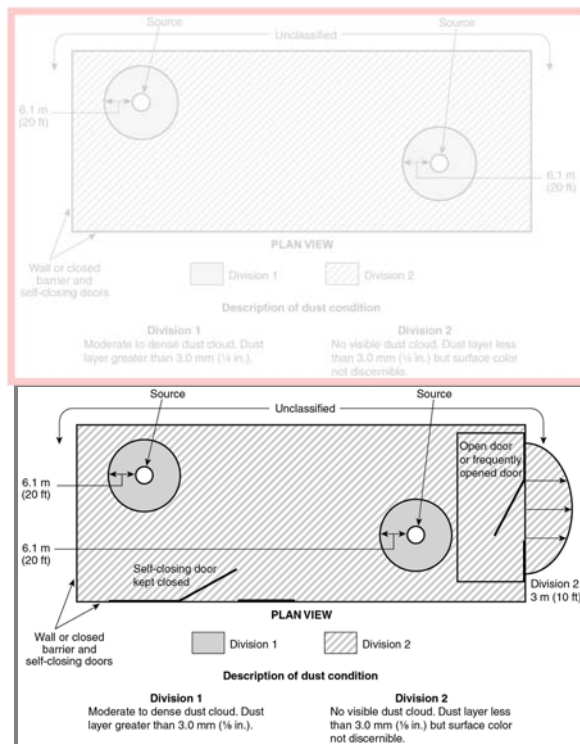 Source
Source
Unclassified
6.1 m
(20 ft)
6.1 m
(20 ft)
PLAN VIEW
Wall or closed
barrier and
self-closing doors
Division 1
Division 2
Description of dust condition
Division 1
Moderate to dense dust cloud. Dust
layer greater than 3.0 mm (⅛ in.).
Division 2
No visible dust cloud. Dust layer less
than 3.0 mm (⅛ in.) but surface color
not discernible.
Source
Source
Unclassified
Open door
or frequently
opened door
6.1 m
(20 ft)
6.1 m
(20 ft)
Self-closing door
kept closed
Division 2
3 m (10 ft)
PLAN VIEW
Wall or closed
barrier and
self-closing doors
Division 1
Division 2
Description of dust condition
Division 1
Moderate to dense dust cloud. Dust
layer greater than 3.0 mm (⅛ in.).
Division 2
No visible dust cloud. Dust layer less
than 3.0 mm (⅛ in.) but surface color
not discernible.